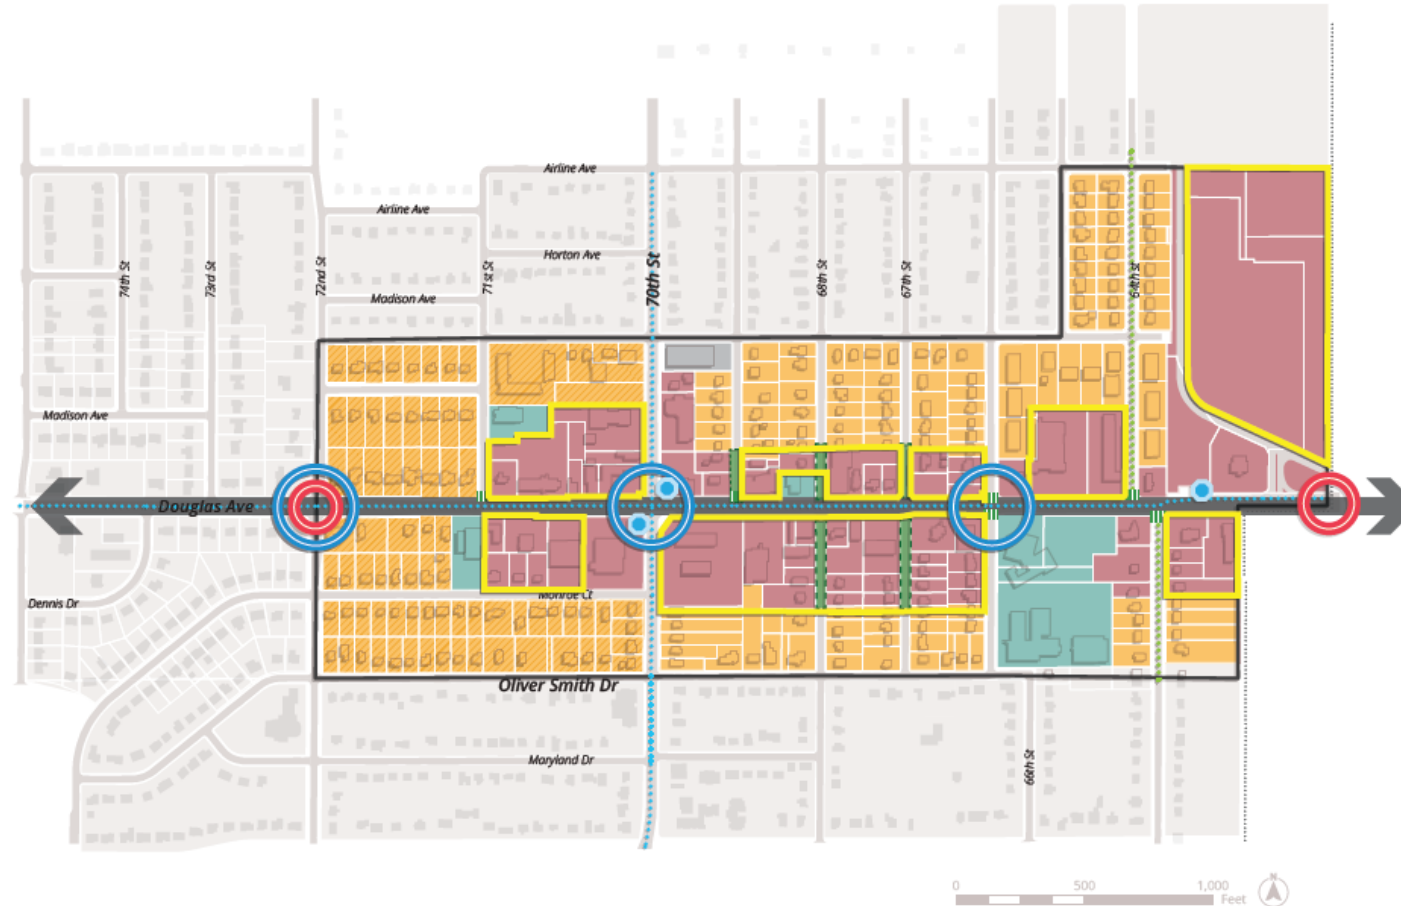 Airline Ave
Airline Ave
Horton Ave
74th St
73rd St
72nd St
71st St
70th St
68th St
67th St
64th st
Madison Ave
Madison Ave
Douglas Ave
Dennis Dr
Monroe Ct
Oliver Smith Dr
Maryland Dr
66th St
0
500
1,000
Feet
N